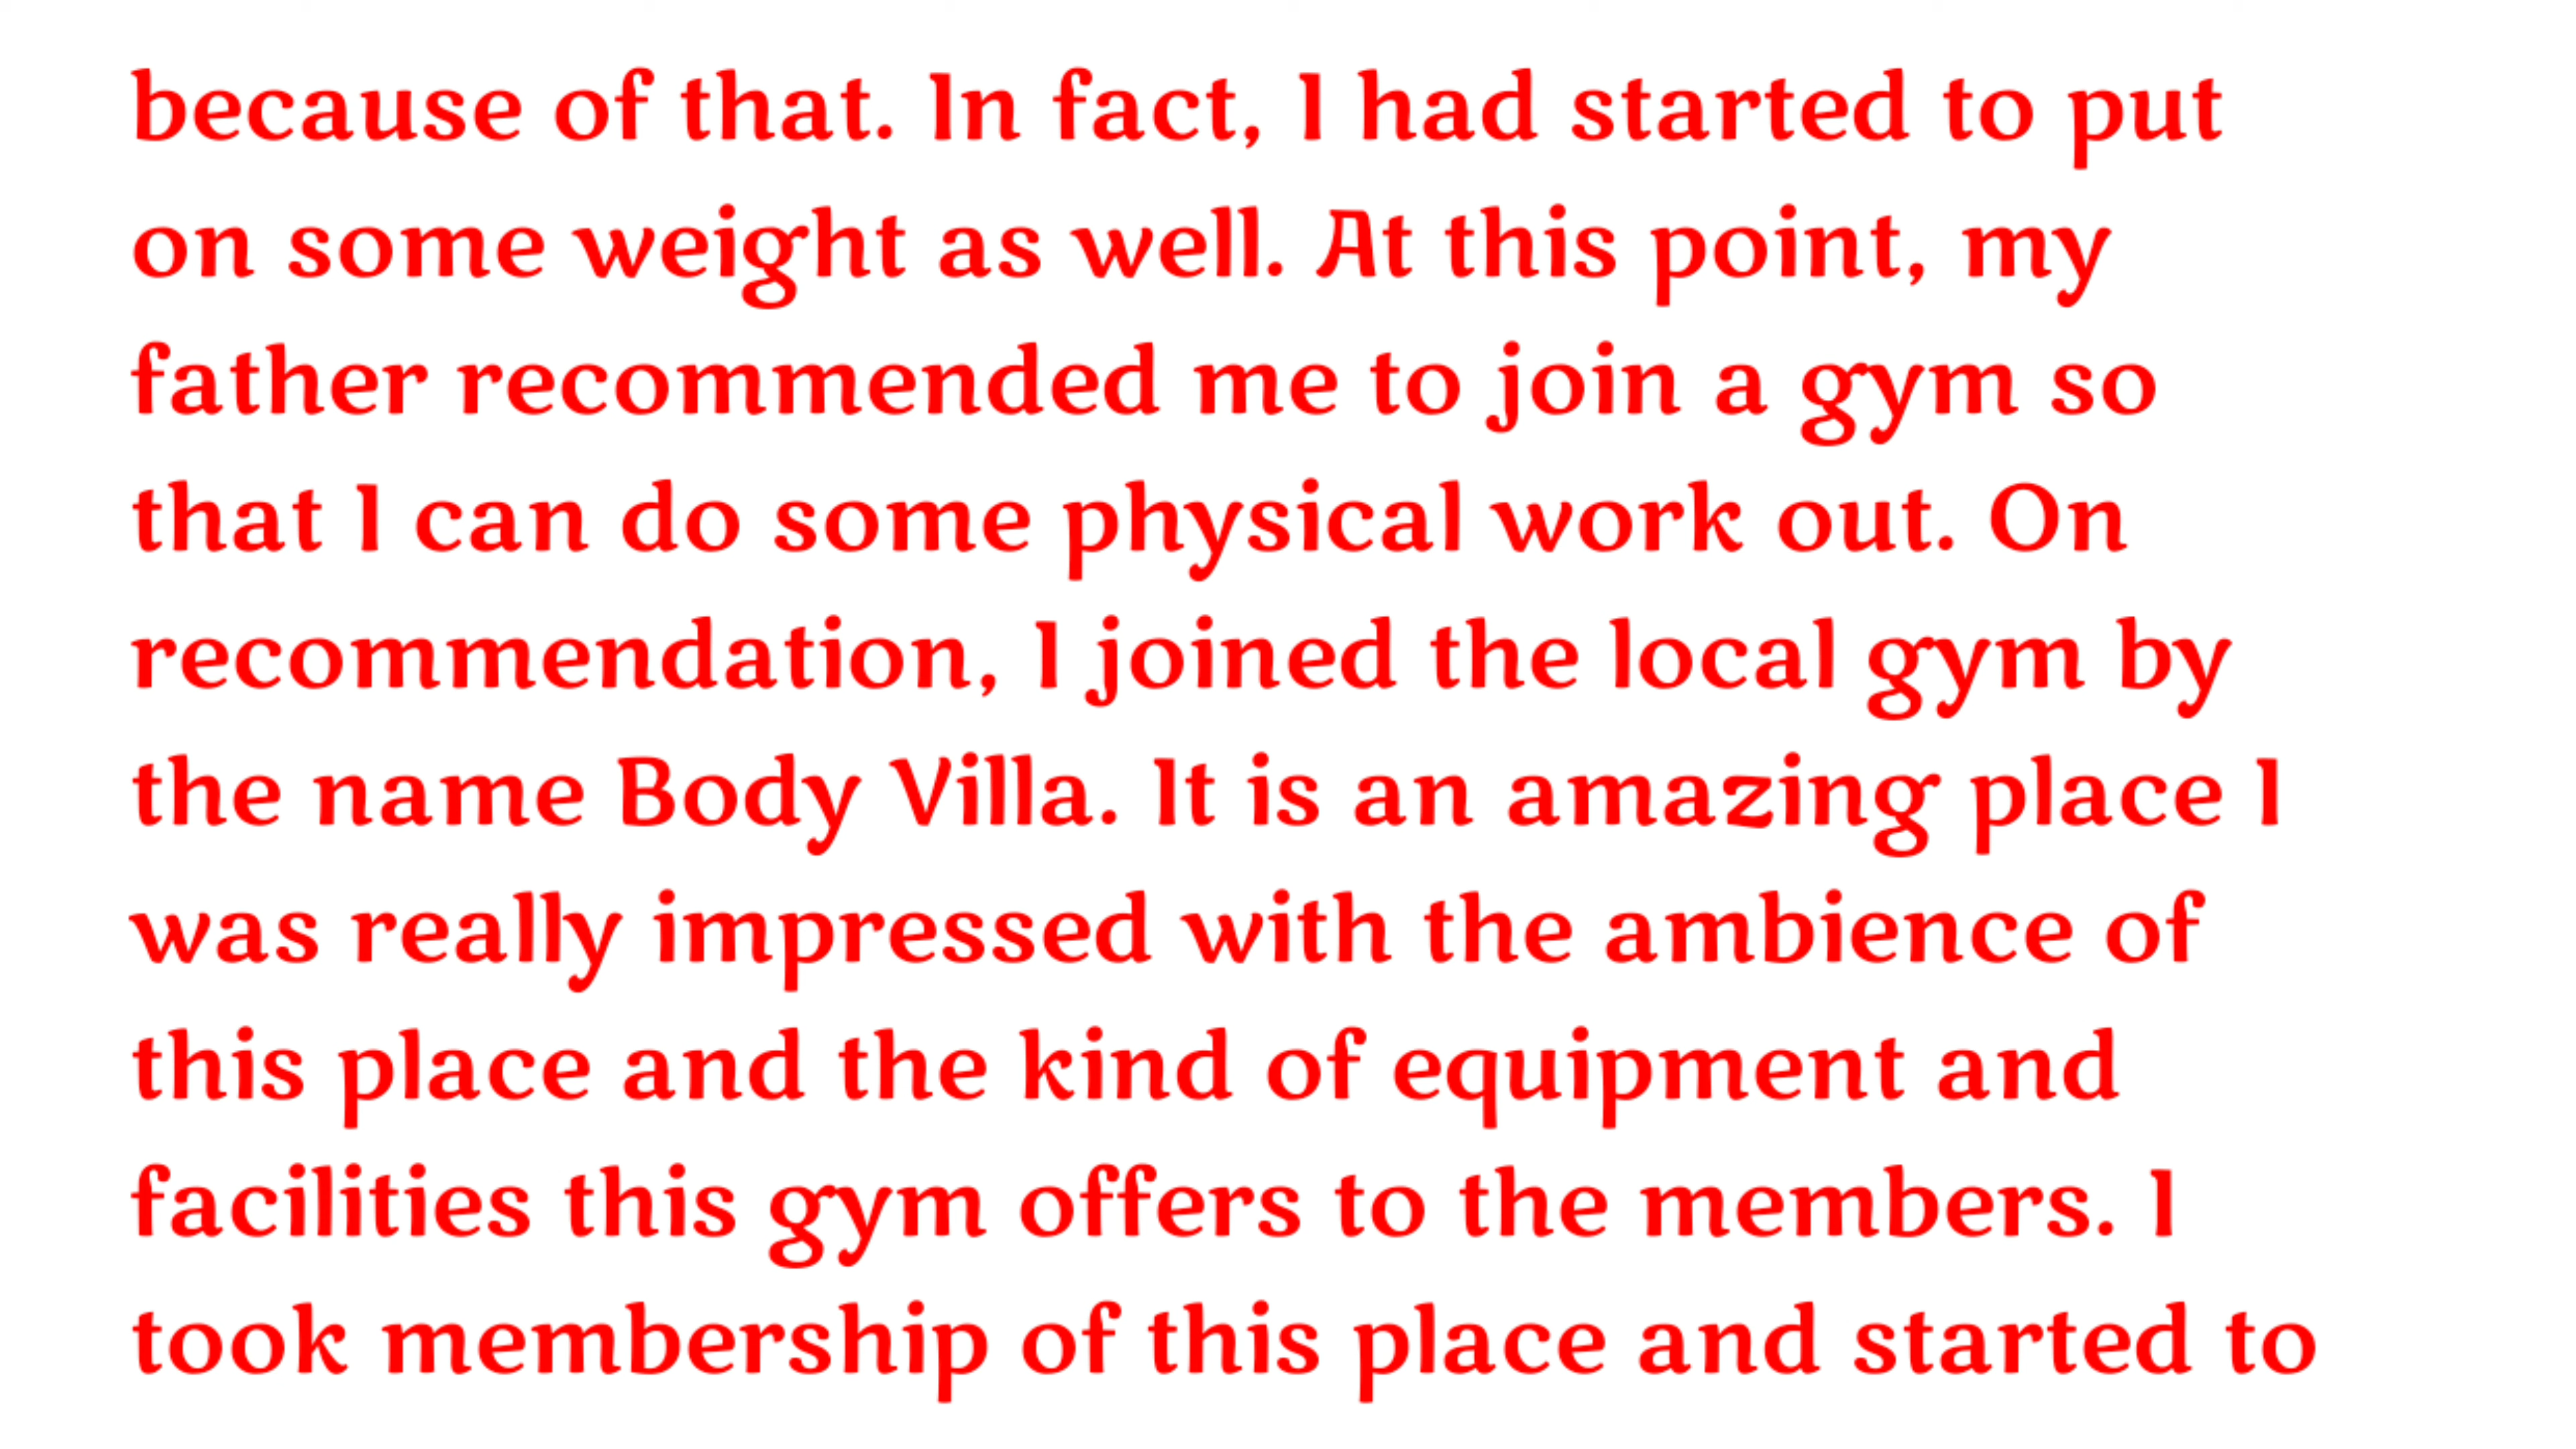 because of that. In fact, I had started to put
on some weight as well. At this point, my
father recommended me to join a gym so
that I can do some physical work out. On
recommendation, I joined the local gym by
the name Body Villa. It is an amazing place I
was really impressed with the ambience of
this place and the kind of equipment and
facilities this gym offers to the members. I
took membership of this place and started to